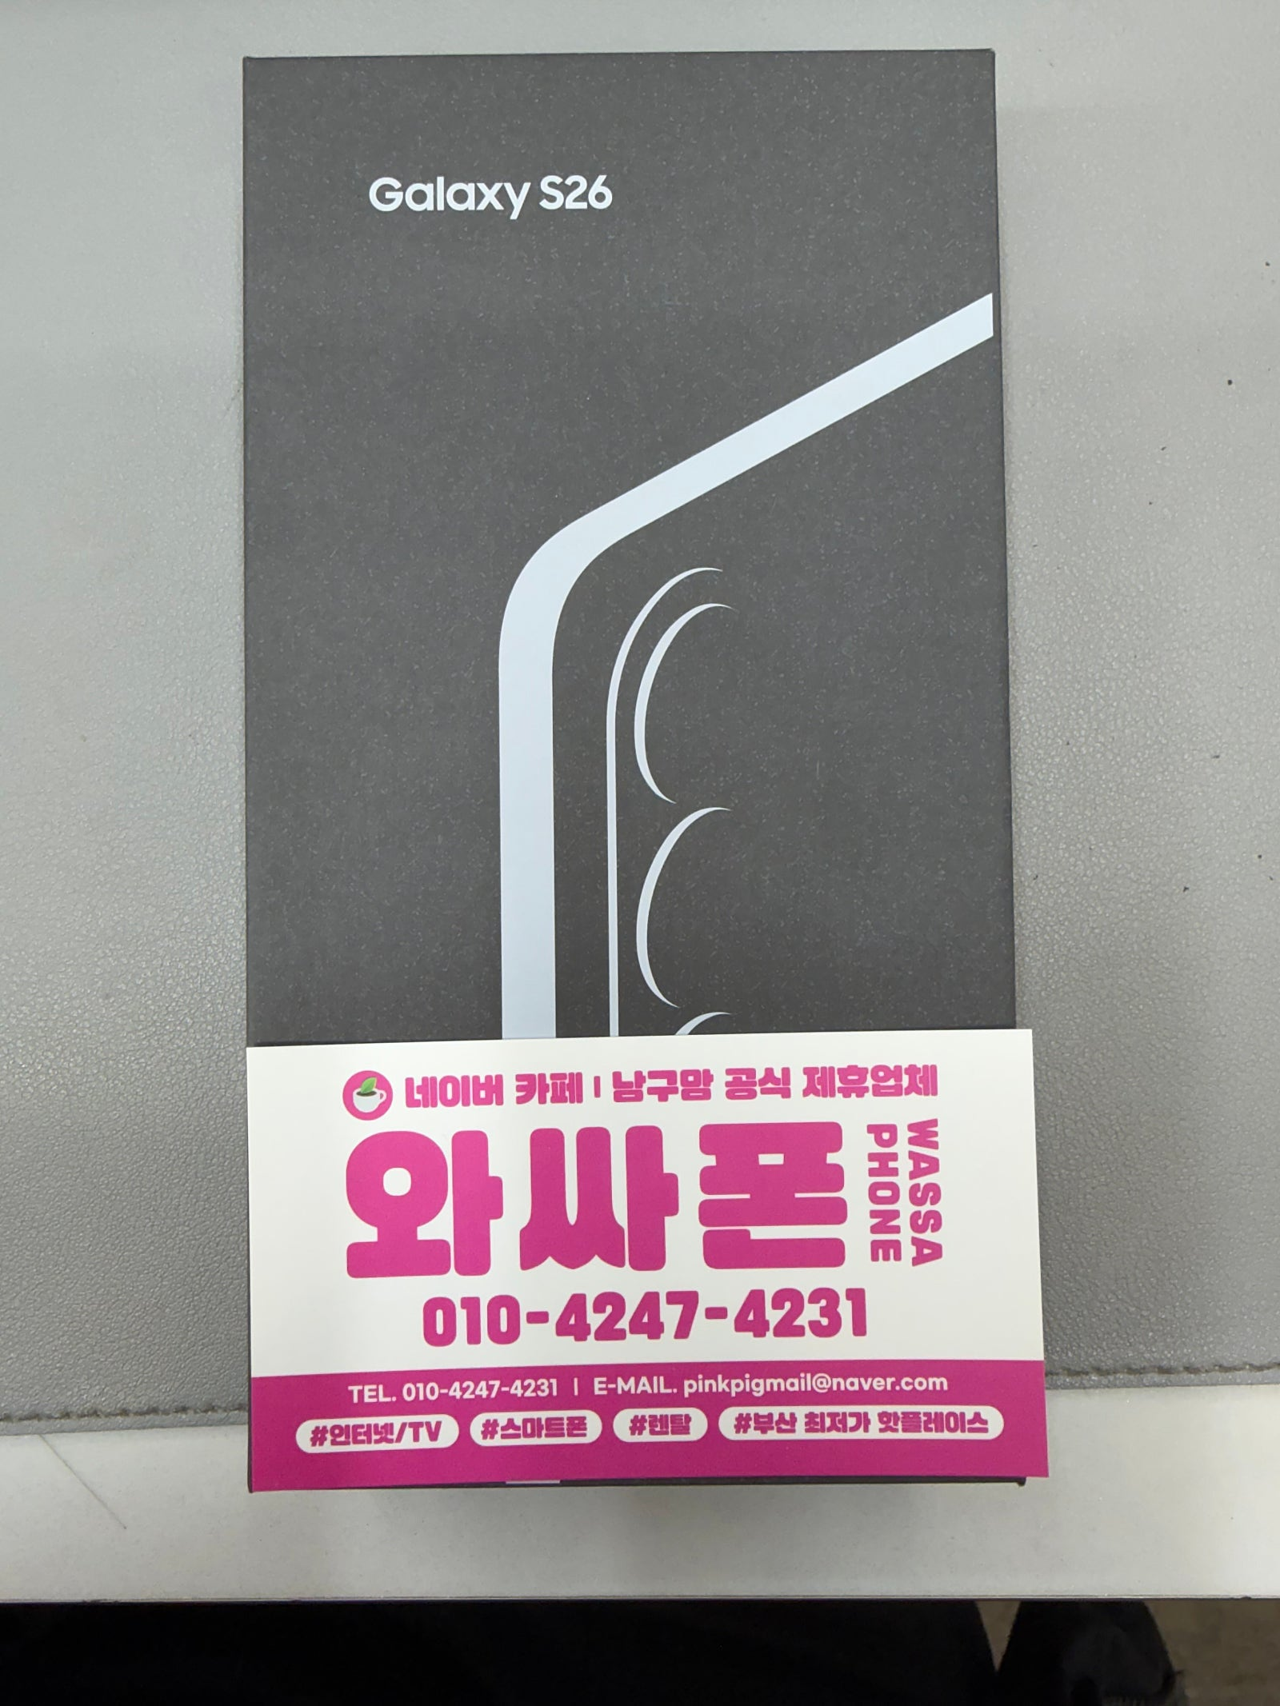 Galaxy S26
네이버 카페 | 남구맘 공식 제휴업체
와싸폰
WASSA
PHONE
010-4247-4231
TEL. 010-4247-4231 | E-MAIL. pinkpigmail@naver.com
#인터넷/TV #스마트폰 #렌탈 #부산 최저가 핫플레이스